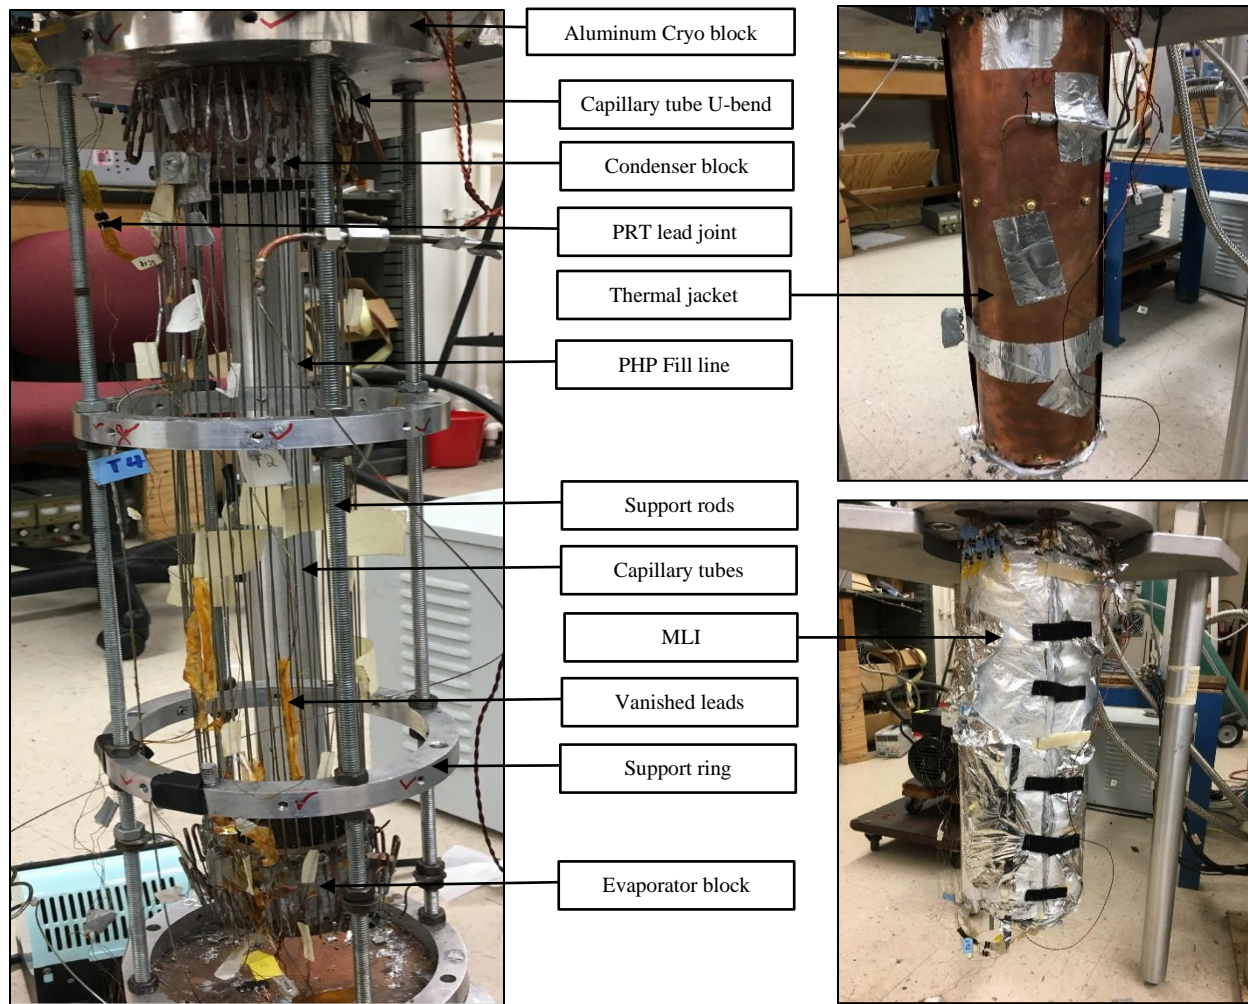 Aluminum Cryo block
Capillary tube U-bend
Condenser block
PRT lead joint
Thermal jacket
PHP Fill line
Support rods
Capillary tubes
MLI
Vanished leads
Support ring
Evaporator block
T4
T2